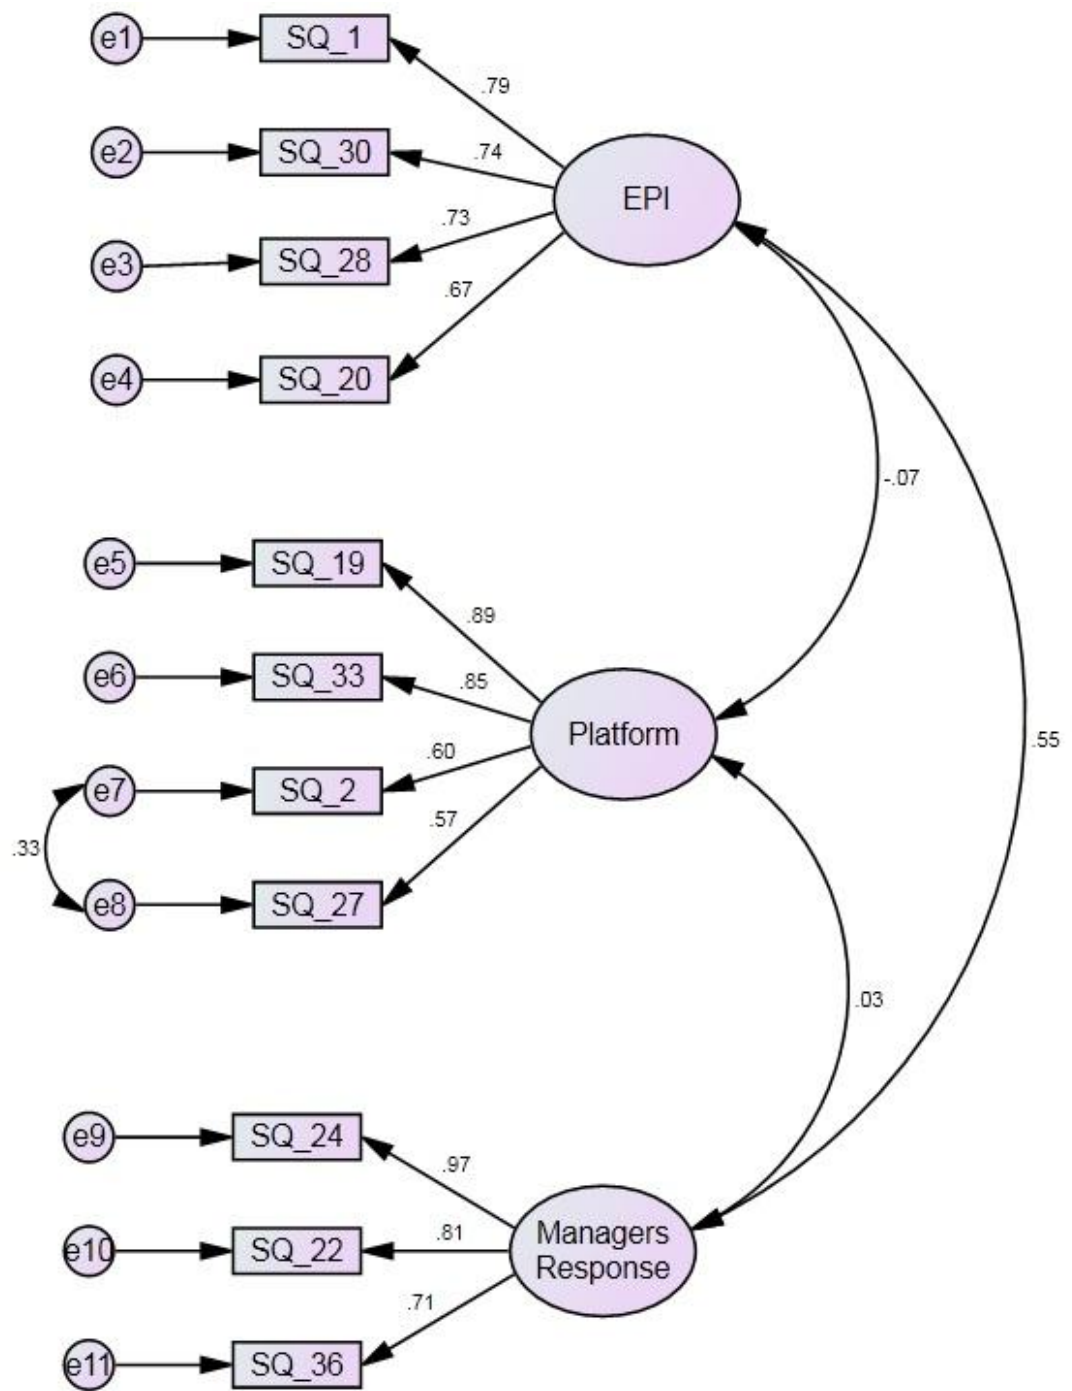 e1
SQ_1
.79
e2
SQ_30
.74
EPI
e3
SQ_28
.73
.67
e4
SQ_20
-.07
e5
SQ_19
.89
e6
SQ_33
.85
Platform
.55
.60
e7
SQ_2
.57
.33
e8
SQ_27
.03
e9
SQ_24
.97
Managers
Response
.81
e10
SQ_22
.71
e11
SQ_36